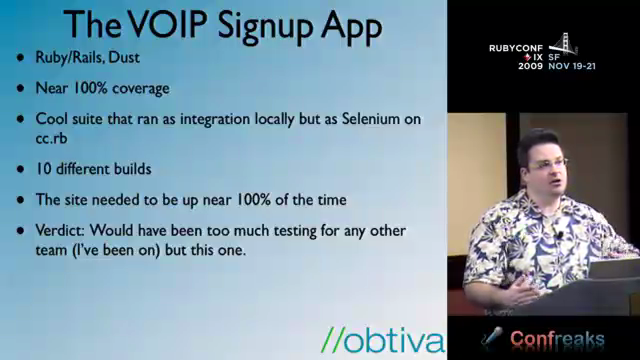 The VOIP Signup App
• Ruby/Rails, Dust
• Near 100% coverage
• Cool suite that ran as integration locally but as Selenium on
cc.rb
• 10 different builds
• The site needed to be up near 100% of the time
• Verdict: Would have been too much testing for any other
team (I've been on) but this one.
//obtiva
RUBYCONF
IX SF
2009 NOV 19-21
Confreaks